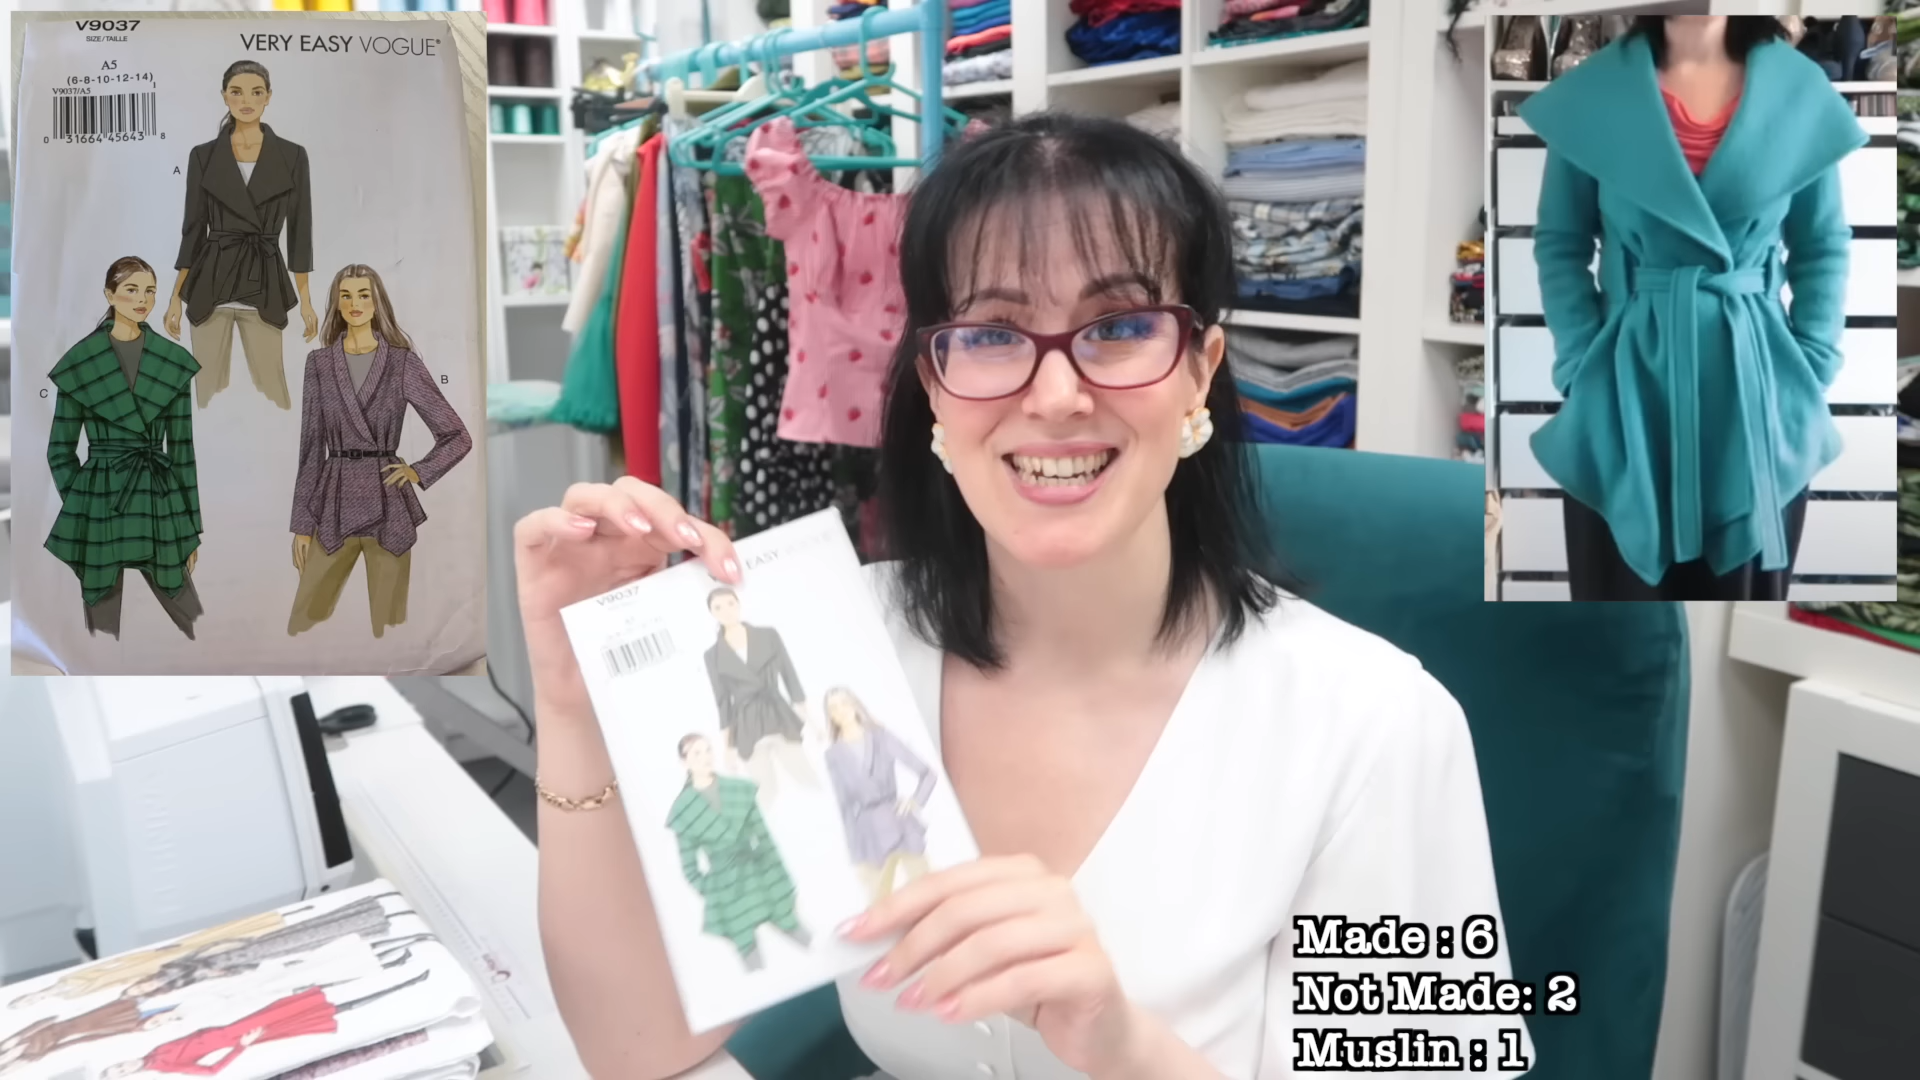 V9037
SIZE/TAILLE
VERY EASY VOGUE®
A5
(6-8-10-12-14)
V9037/A5
0 31664 45643 8
A
B
C
V9037
EASY VOGUE
Made : 6
Not Made: 2
Muslin : 1